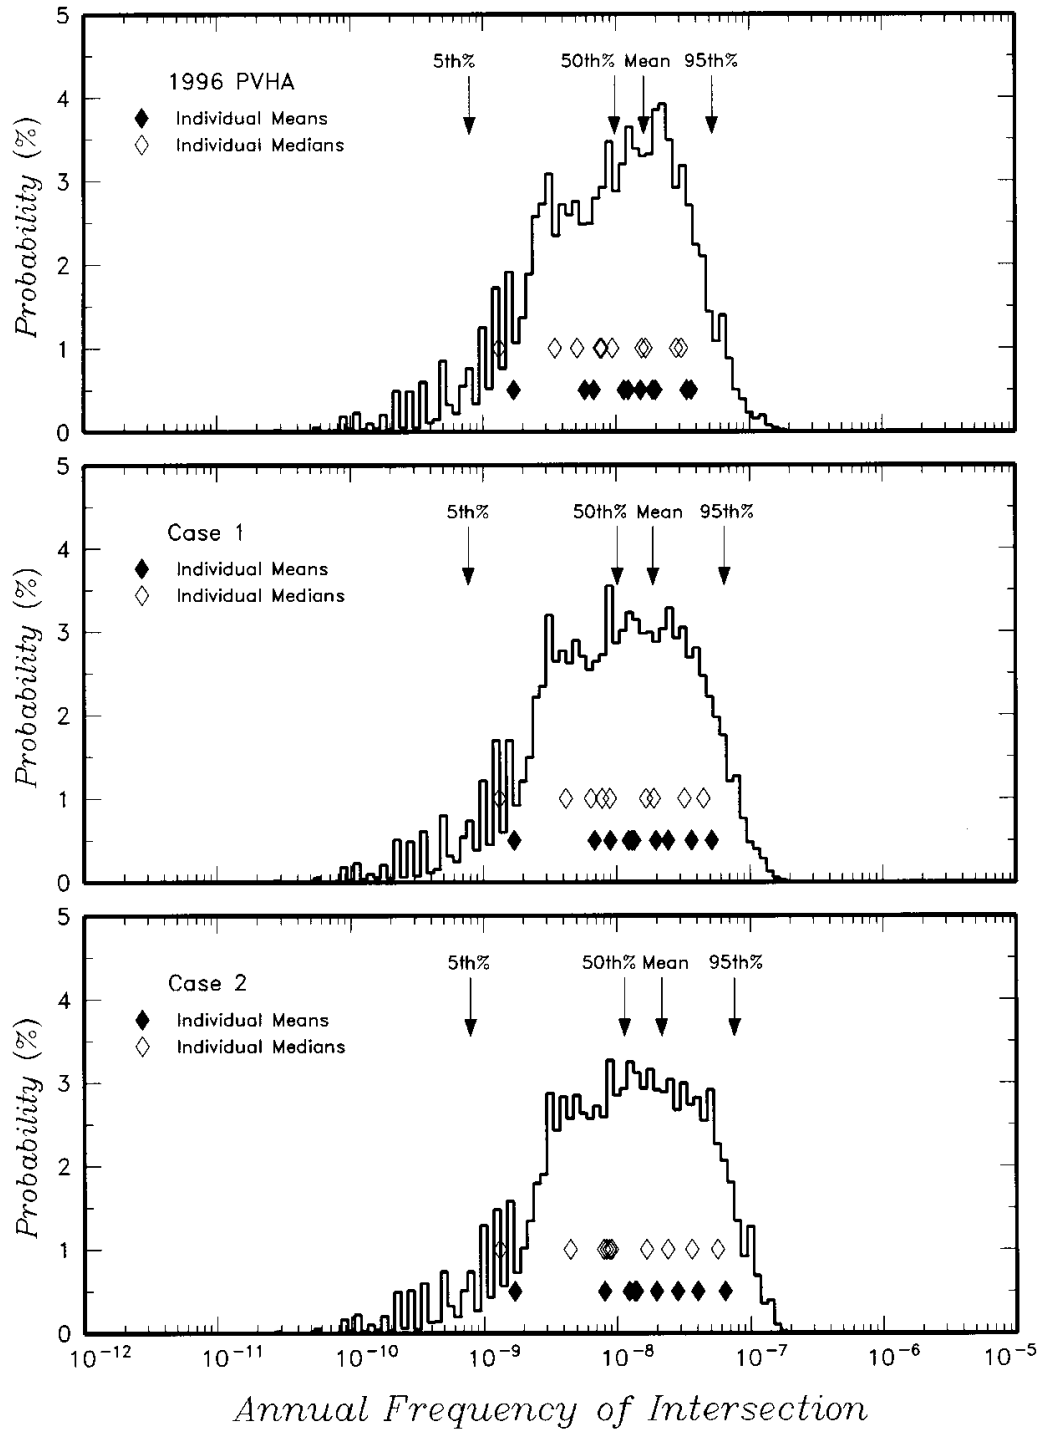 5
5th% 50th% Mean 95th%
1996 PVHA
4
Individual Means
Individual Medians
3
Probability (%)
2
1
0
5
5th% 50th% Mean 95th%
Case 1
4
Individual Means
Individual Medians
3
Probability (%)
2
1
0
5
5th% 50th% Mean 95th%
Case 2
4
Individual Means
Individual Medians
3
Probability (%)
2
1
0
10⁻¹² 10⁻¹¹ 10⁻¹⁰ 10⁻⁹ 10⁻⁸ 10⁻⁷ 10⁻⁶ 10⁻⁵
Annual Frequency of Intersection